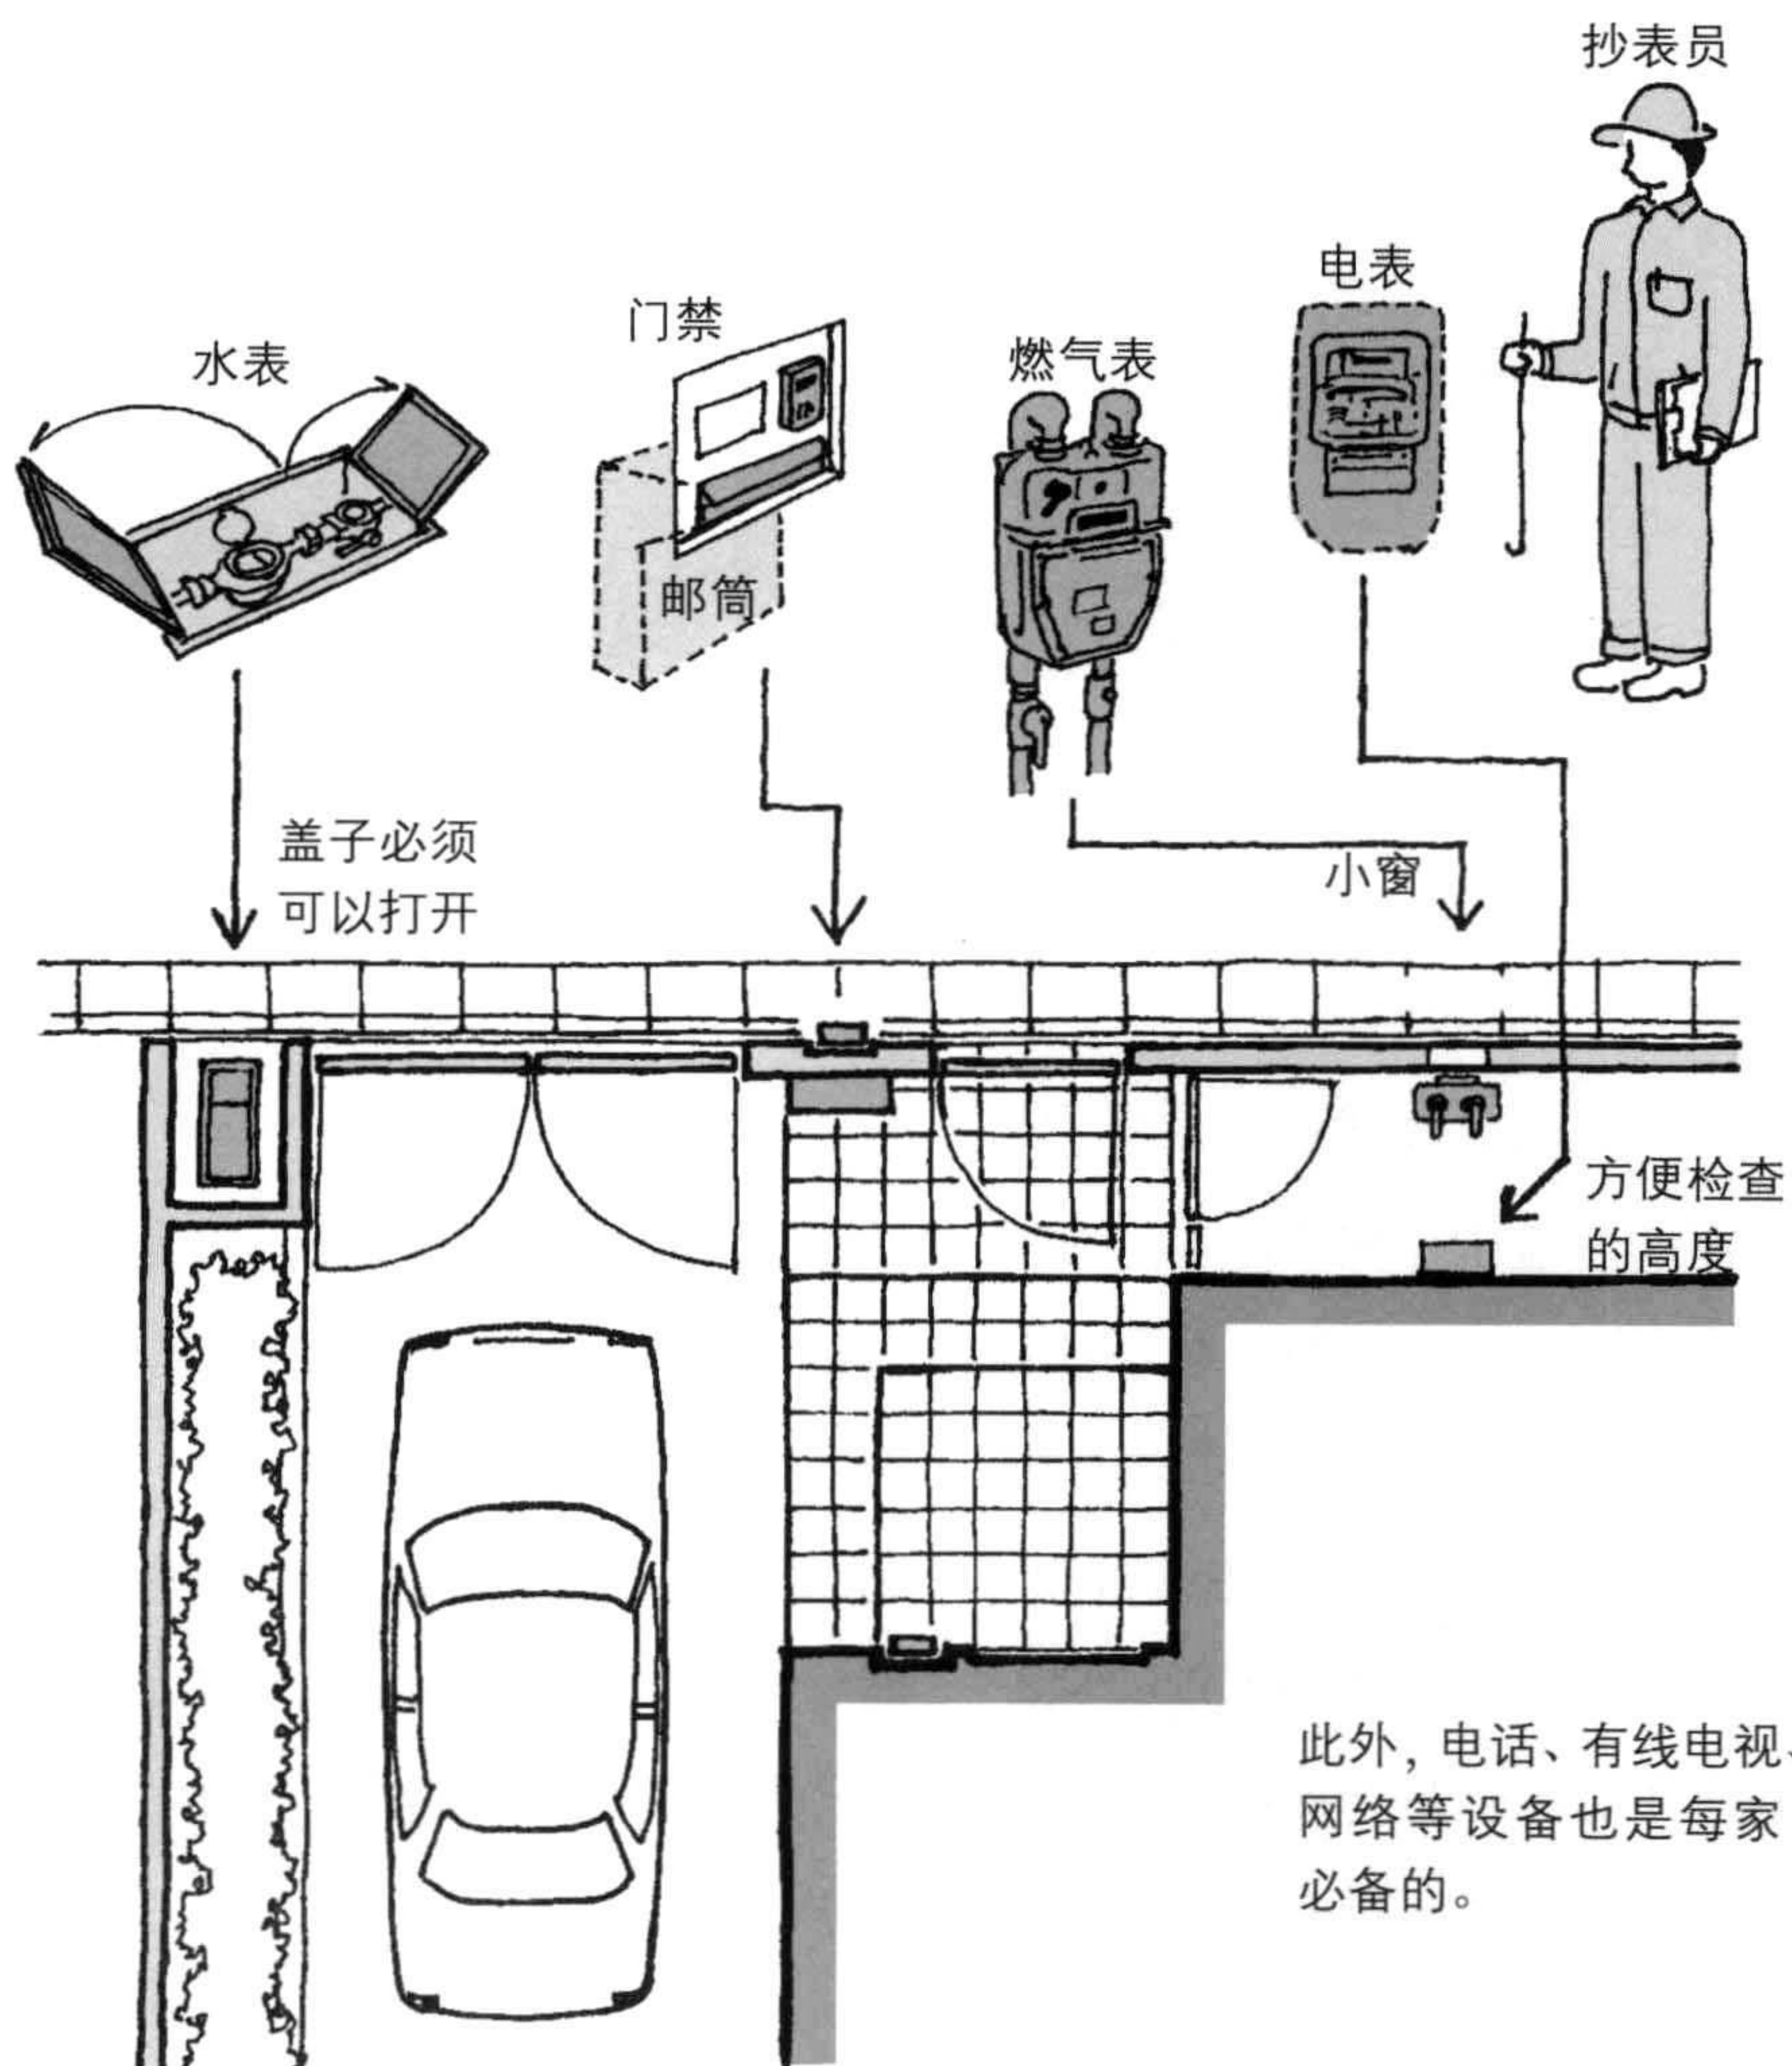 抄表员
电表
门禁
燃气表
水表
邮筒
盖子必须
可以打开
小窗
方便检查
的高度
此外，电话、有线电视、
网络等设备也是每家
必备的。